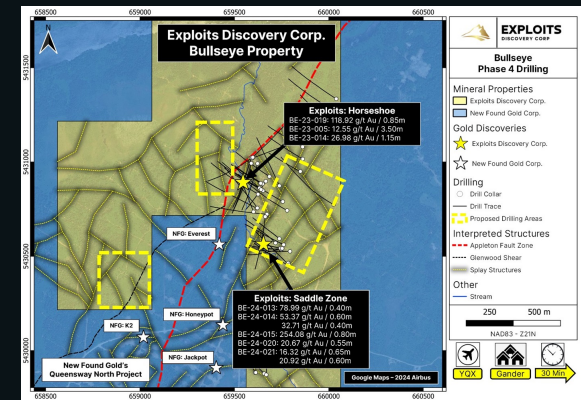 658500 659000 659500 660000 660500
5431500
5431000
5430500
5430000
N
Exploits Discovery Corp.
Bullseye Property
Exploits: Horseshoe
BE-23-019: 118.92 g/t Au / 0.85m
BE-23-005: 12.55 g/t Au / 3.50m
BE-23-014: 26.98 g/t Au / 1.15m
NFG: Everest
NFG: Honeypot
NFG: K2
NFG: Jackpot
Exploits: Saddle Zone
BE-24-013: 78.99 g/t Au / 0.40m
BE-24-014: 53.37 g/t Au / 0.60m
32.71 g/t Au / 0.40m
BE-24-015: 254.08 g/t Au / 0.80m
BE-24-020: 20.67 g/t Au / 0.55m
BE-24-021: 16.32 g/t Au / 0.65m
20.92 g/t Au / 0.60m
New Found Gold's
Queensway North Project
Google Maps – 2024 Airbus
658500 659000 659500 660000 660500
EXPLOITS
DISCOVERY CORP
Bullseye
Phase 4 Drilling
Mineral Properties
Exploits Discovery Corp.
New Found Gold Corp.
Gold Discoveries
Exploits Discovery Corp.
New Found Gold Corp.
Drilling
Drill Collar
Drill Trace
Proposed Drilling Areas
Interpreted Structures
Appleton Fault Zone
Glenwood Shear
Splay Structures
Other
Stream
250 500 m
NAD83 - Z21N
YQX
Gander
30 Min